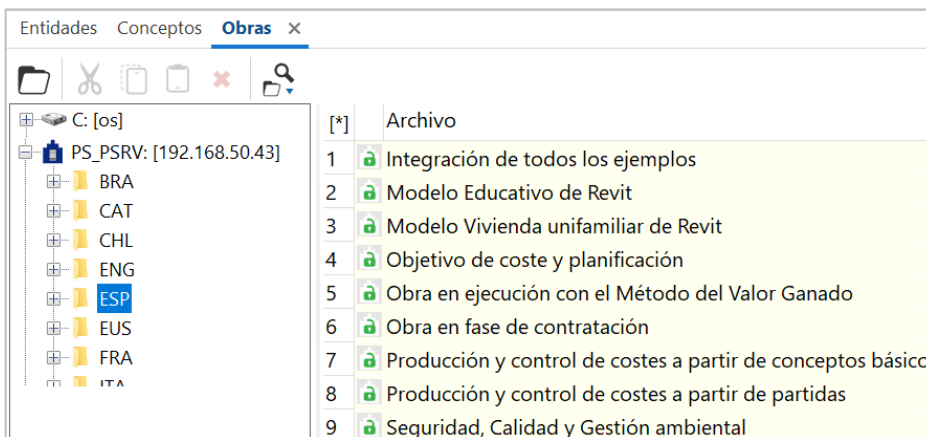 Entidades Conceptos Obras ×
[*] Archivo
C: [os]
PS_PSRV: [192.168.50.43]
BRA
CAT
CHL
ENG
ESP
EUS
FRA
ITA
1 Integración de todos los ejemplos
2 Modelo Educativo de Revit
3 Modelo Vivienda unifamiliar de Revit
4 Objetivo de coste y planificación
5 Obra en ejecución con el Método del Valor Ganado
6 Obra en fase de contratación
7 Producción y control de costes a partir de conceptos básico
8 Producción y control de costes a partir de partidas
9 Seguridad, Calidad y Gestión ambiental